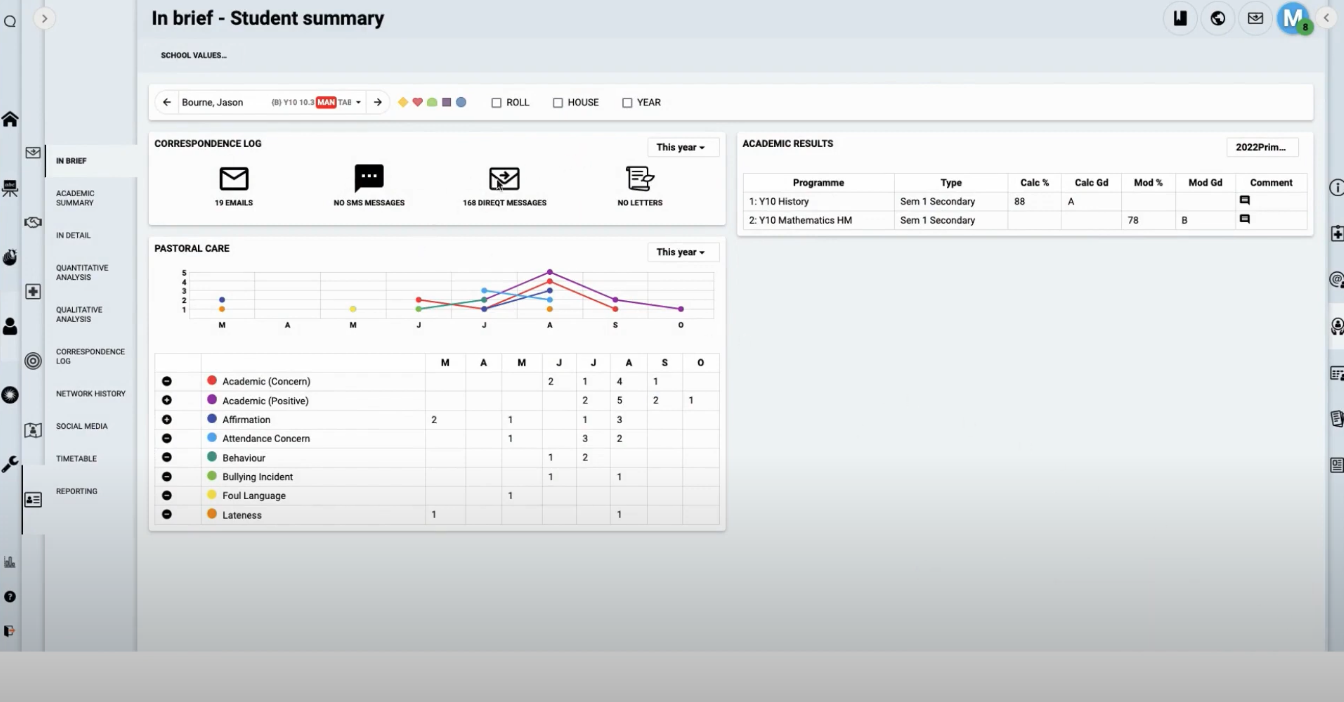 In brief - Student summary
M
8
SCHOOL VALUES...
Bourne, Jason (B) Y10 10.3 MAN TAB
ROLL HOUSE YEAR
IN BRIEF
ACADEMIC
SUMMARY
IN DETAIL
QUANTITATIVE
ANALYSIS
QUALITATIVE
ANALYSIS
CORRESPONDENCE
LOG
NETWORK HISTORY
SOCIAL MEDIA
TIMETABLE
REPORTING
CORRESPONDENCE LOG
This year
19 EMAILS NO SMS MESSAGES 168 DIREQT MESSAGES NO LETTERS
PASTORAL CARE
This year
5
4
3
2
1
M A M J J A S O
M A M J J A S O
Academic (Concern) 2 1 4 1
Academic (Positive) 2 5 2 1
Affirmation 2 1 1 3
Attendance Concern 1 3 2
Behaviour 1 2
Bullying Incident 1 1
Foul Language 1
Lateness 1 1
ACADEMIC RESULTS
2022Prim...
Programme Type Calc % Calc Gd Mod % Mod Gd Comment
1: Y10 History Sem 1 Secondary 88 A
2: Y10 Mathematics HM Sem 1 Secondary 78 B